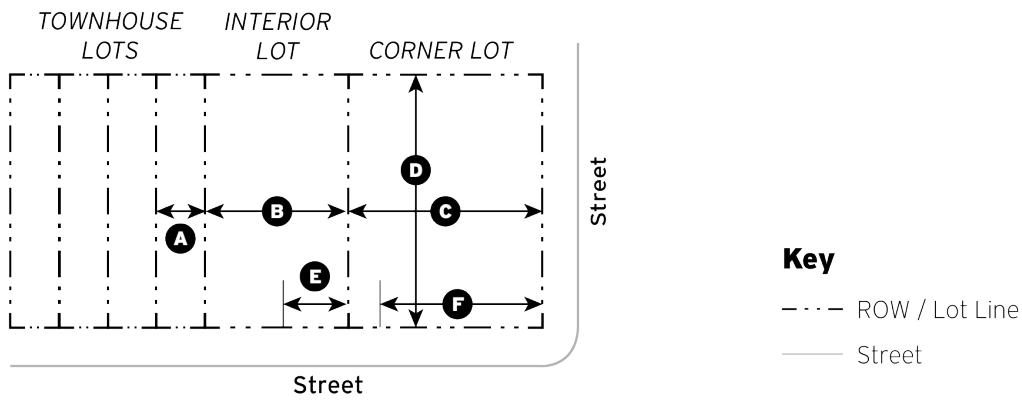 TOWNHOUSE
LOTS
INTERIOR
LOT
CORNER LOT
D
B
C
A
E
F
Street
Street
Key
ROW / Lot Line
Street